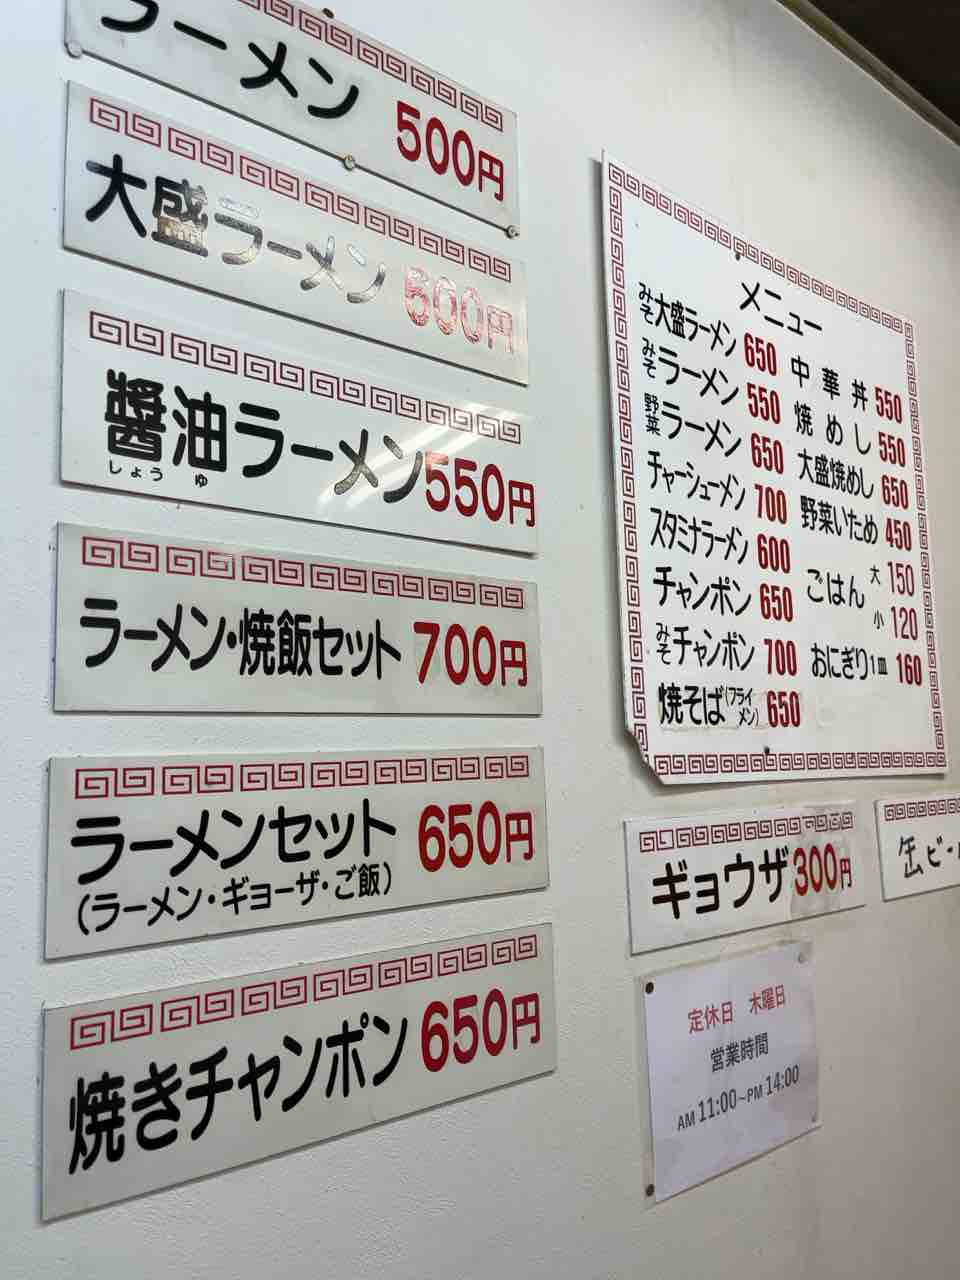 ラーメン 500円
大盛ラーメン 600円
醤油ラーメン 550円
しょう ゆ
ラーメン・焼飯セット 700円
ラーメンセット 650円
(ラーメン・ギョーザ・ご飯)
焼きチャンポン 650円
メニュー
みそ大盛ラーメン 650
みそラーメン 550
野菜ラーメン 650
チャーシューメン 700
スタミナラーメン 600
チャンポン 650
みそチャンポン 700
焼そば(フライメン) 650
中華丼 550
焼めし 550
大盛焼めし 650
野菜いため 450
ごはん 大 150
小 120
おにぎり1皿 160
ギョウザ 300円
缶ビー
定休日 木曜日
営業時間
AM 11:00~PM 14:00